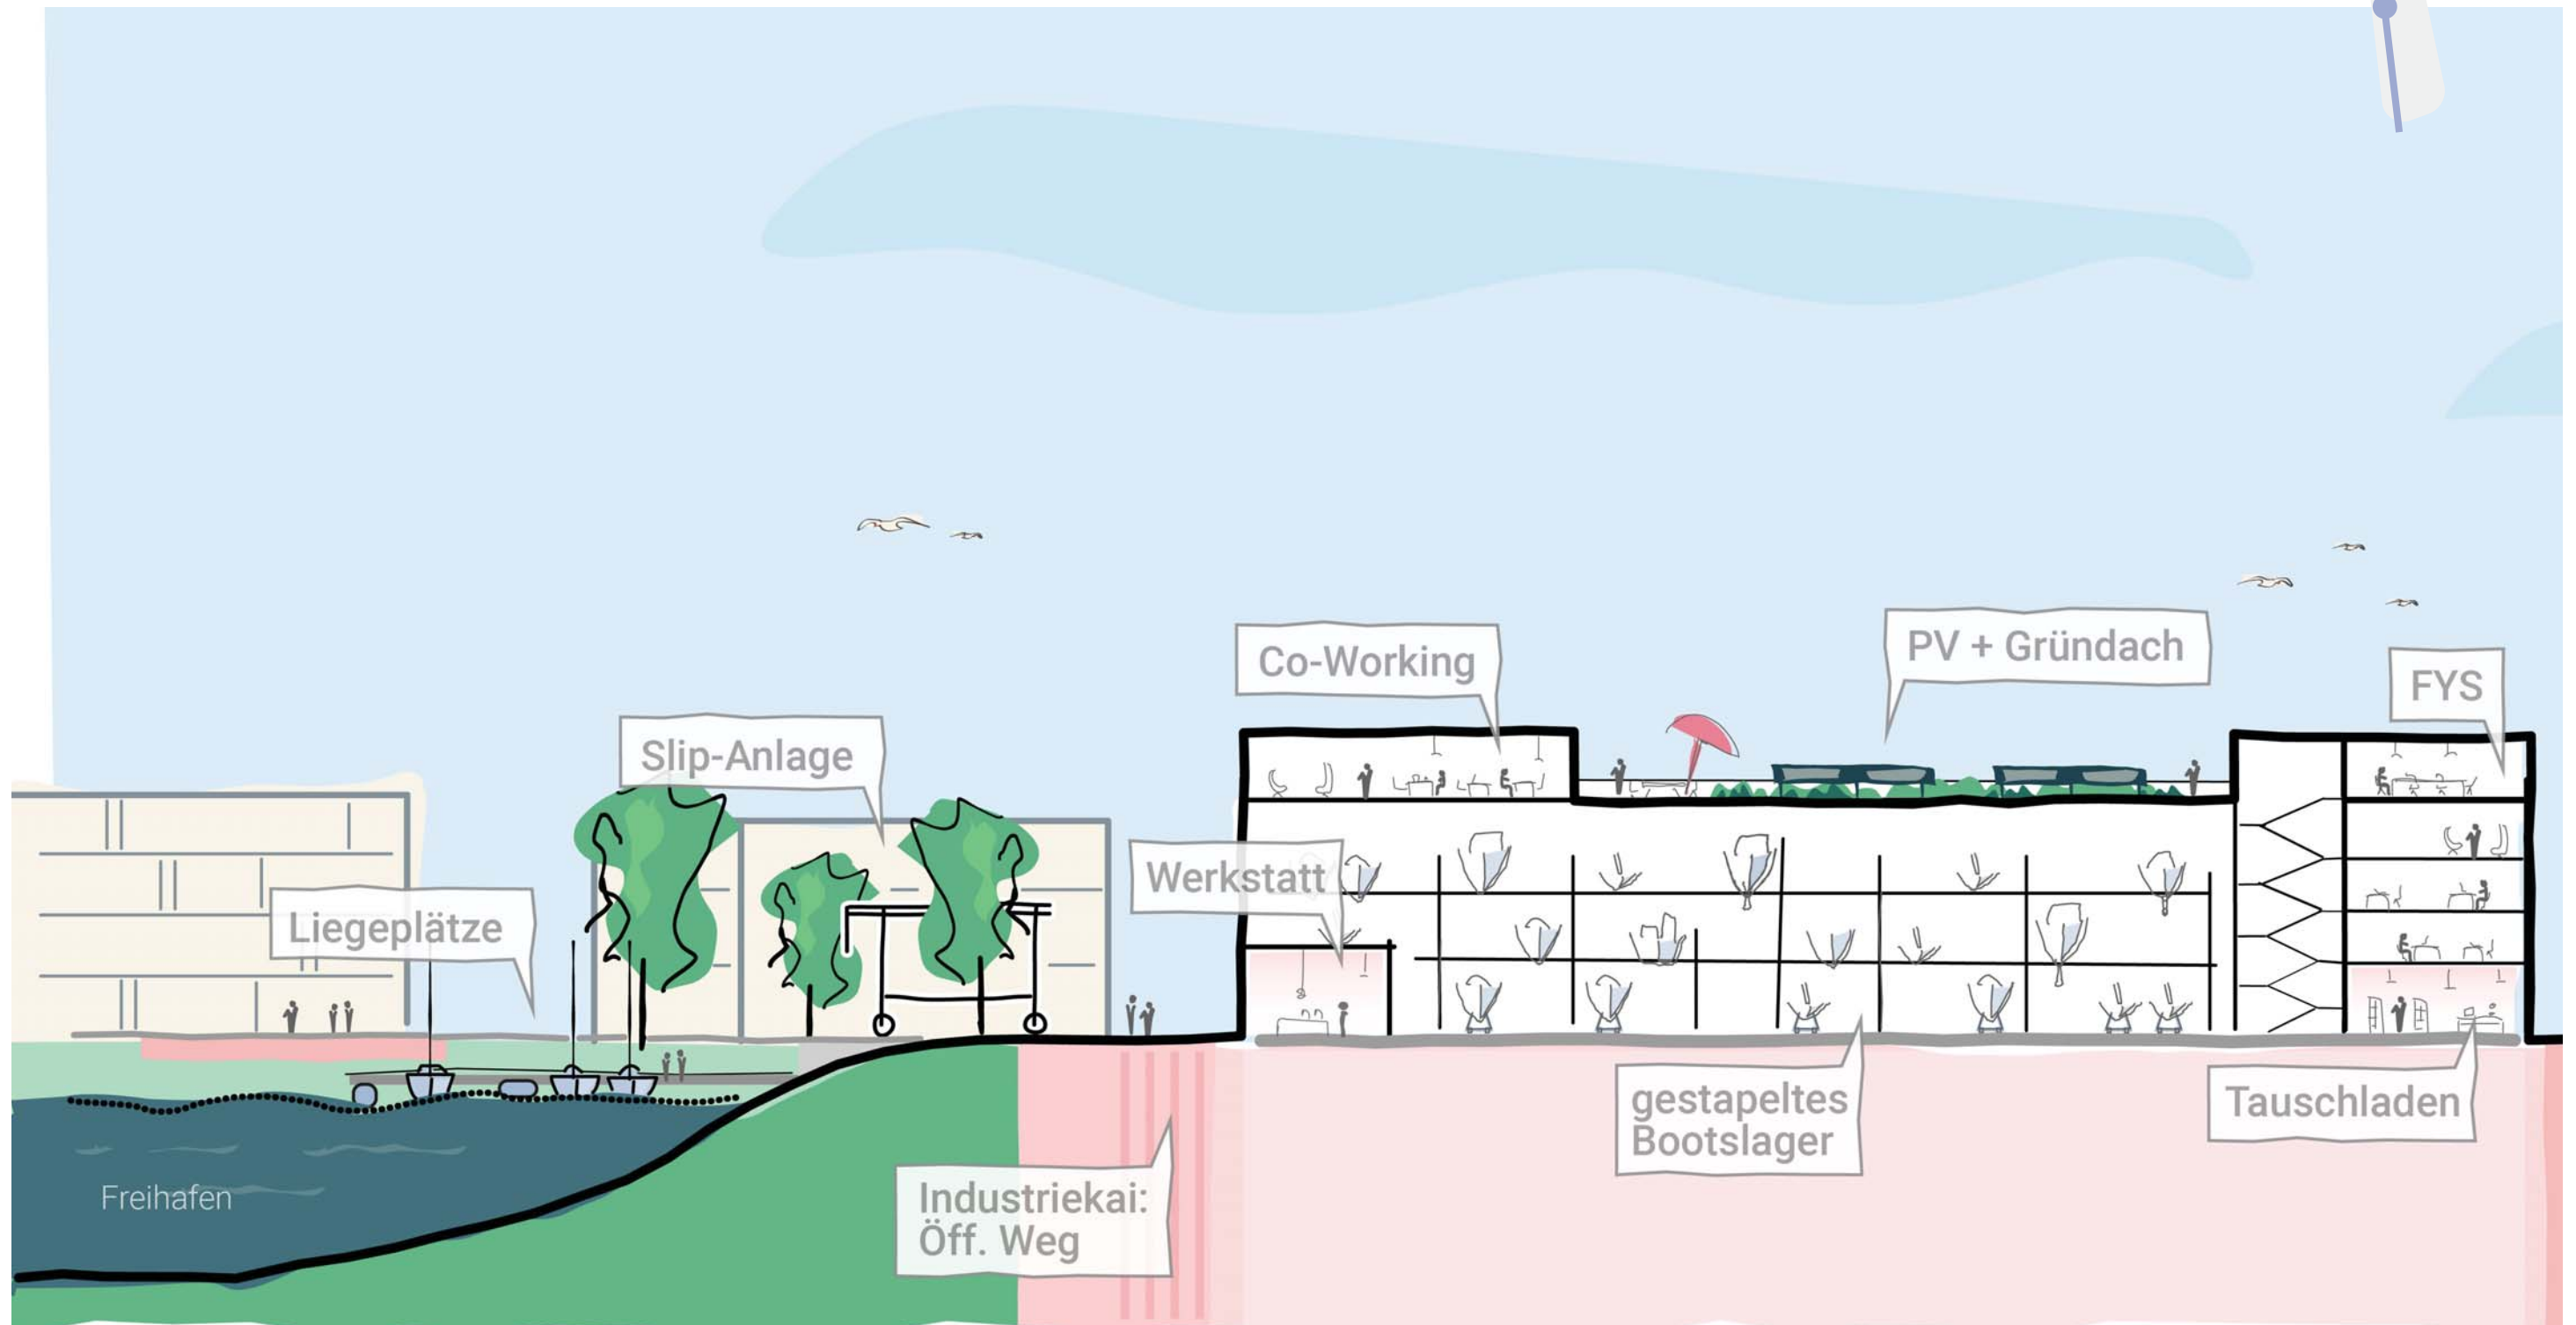 Co-Working
PV + Gründach
FYS
Slip-Anlage
Werkstatt
Liegeplätze
gestapeltes
Bootslager
Tauschladen
Industriekai:
Öff. Weg
Freihafen